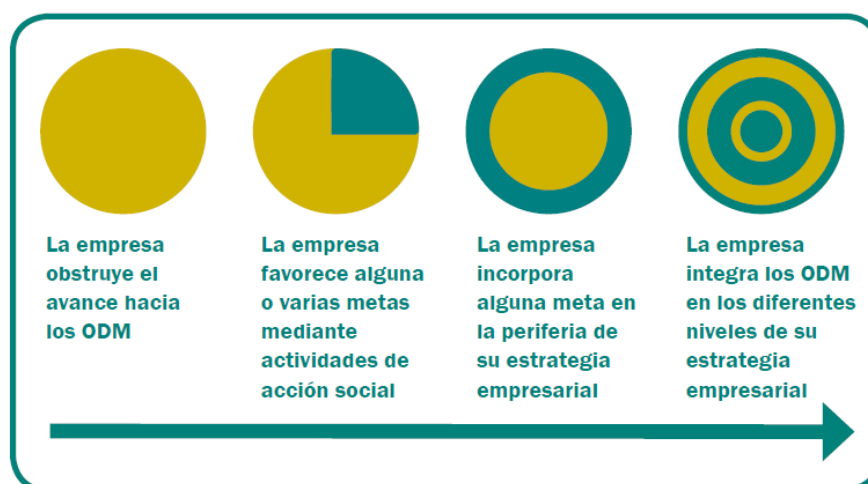 La empresa
obstruye el
avance hacia
los ODM
La empresa
favorece alguna
o varias metas
mediante
actividades de
acción social
La empresa
incorpora
alguna meta en
la periferia de
su estrategia
empresarial
La empresa
integra los ODM
en los diferentes
niveles de su
estrategia
empresarial